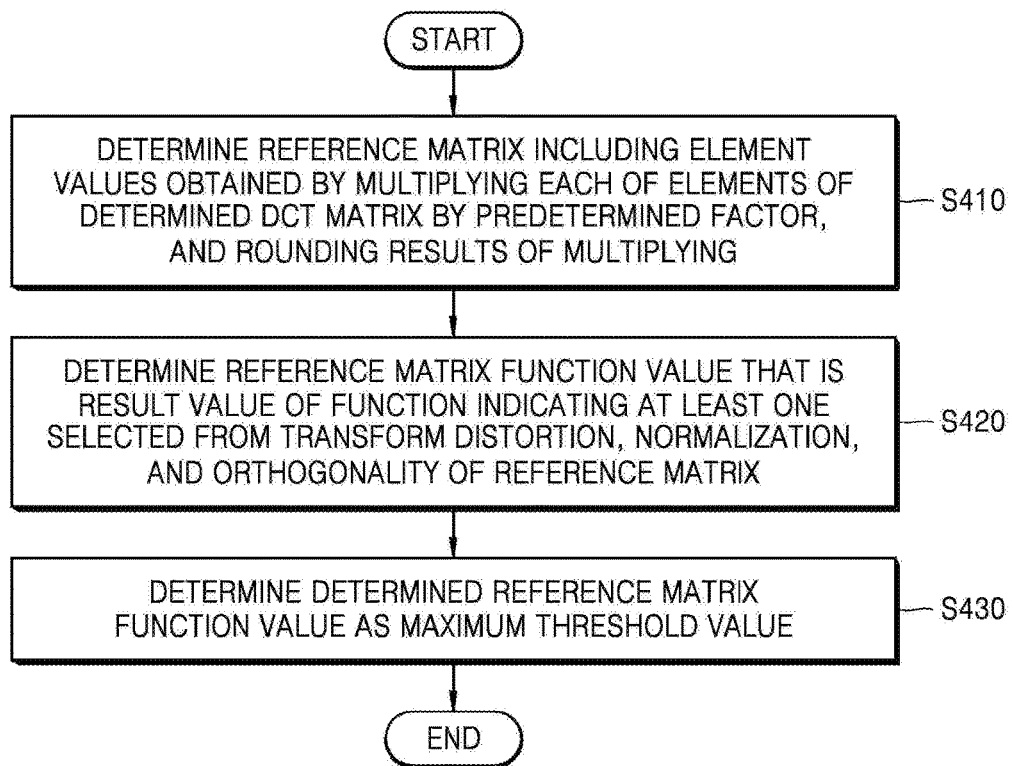 START
DETERMINE REFERENCE MATRIX INCLUDING ELEMENT
VALUES OBTAINED BY MULTIPLYING EACH OF ELEMENTS OF
DETERMINED DCT MATRIX BY PREDETERMINED FACTOR,
AND ROUNDING RESULTS OF MULTIPLYING
S410
DETERMINE REFERENCE MATRIX FUNCTION VALUE THAT IS
RESULT VALUE OF FUNCTION INDICATING AT LEAST ONE
SELECTED FROM TRANSFORM DISTORTION, NORMALIZATION,
AND ORTHOGONALITY OF REFERENCE MATRIX
S420
DETERMINE DETERMINED REFERENCE MATRIX
FUNCTION VALUE AS MAXIMUM THRESHOLD VALUE
S430
END